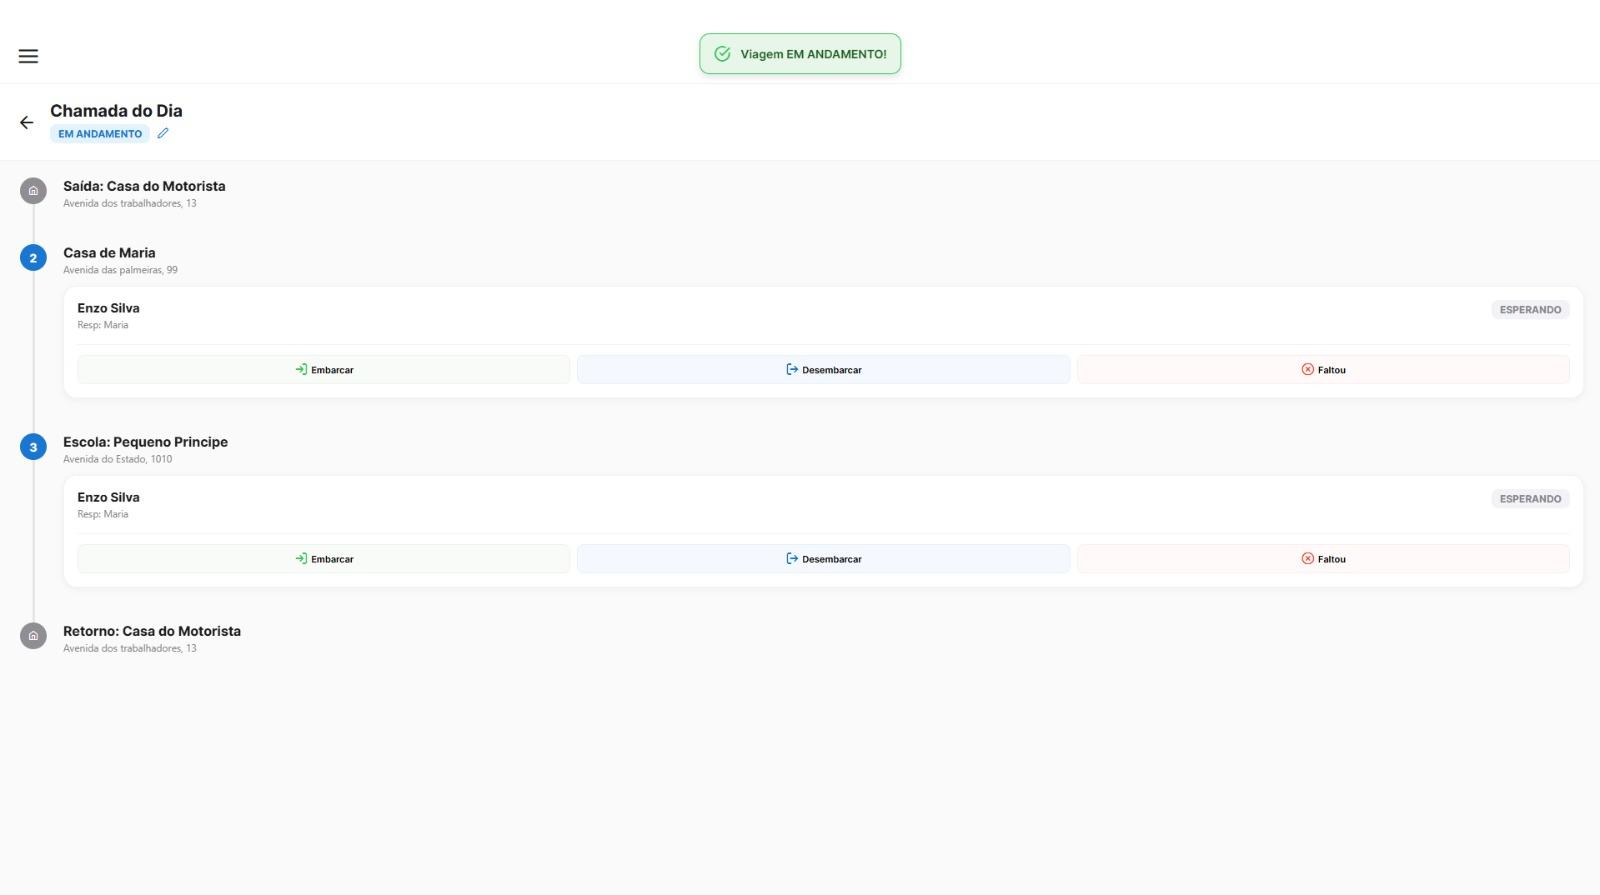 Viagem EM ANDAMENTO!
Chamada do Dia
EM ANDAMENTO
Saída: Casa do Motorista
Avenida dos trabalhadores, 13
2
Casa de Maria
Avenida das palmeiras, 99
Enzo Silva
ESPERANDO
Resp: Maria
Embarcar
Desembarcar
Faltou
3
Escola: Pequeno Principe
Avenida do Estado, 1010
Enzo Silva
ESPERANDO
Resp: Maria
Embarcar
Desembarcar
Faltou
Retorno: Casa do Motorista
Avenida dos trabalhadores, 13